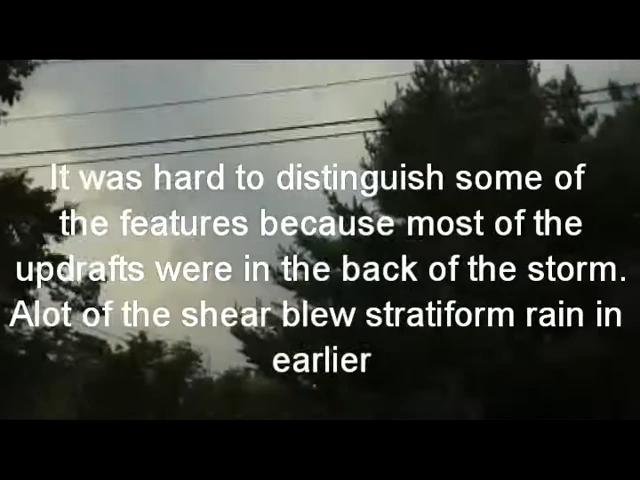 It was hard to distinguish some of
the features because most of the
updrafts were in the back of the storm.
Alot of the shear blew stratiform rain in
earlier